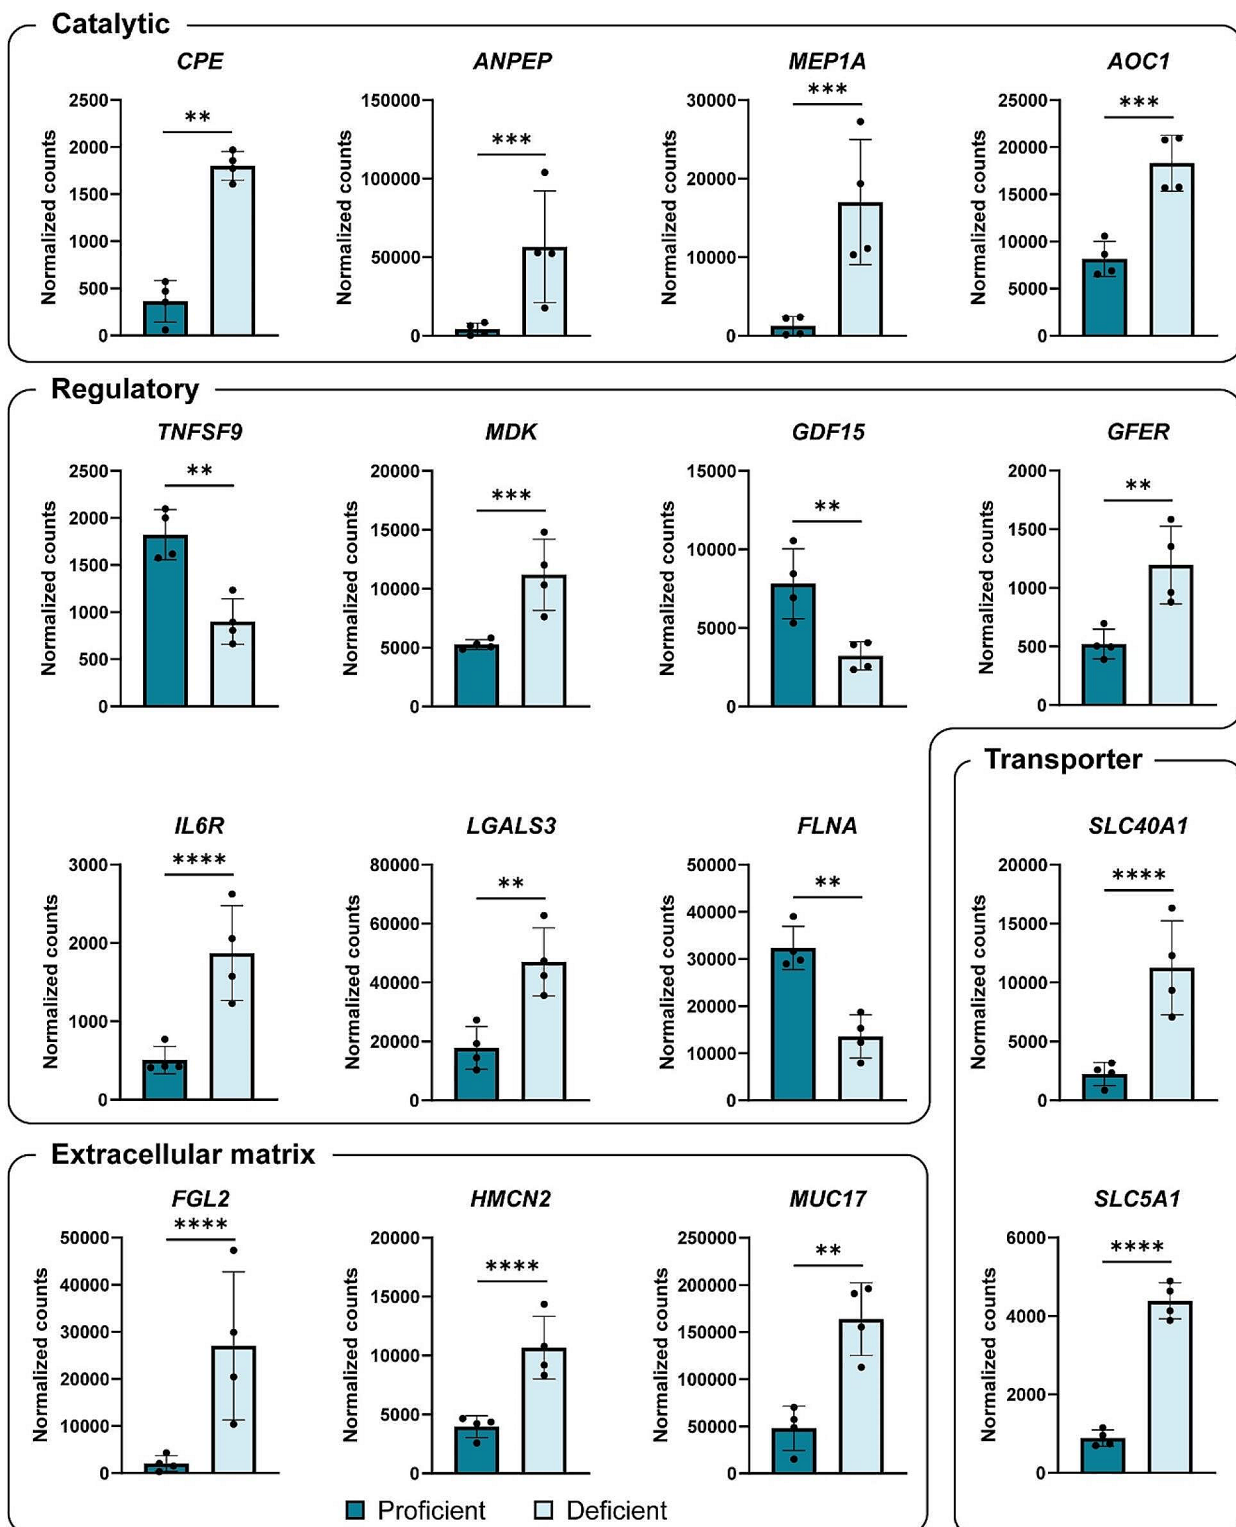 Catalytic
CPE
ANPEP
MEP1A
AOC1
Normalized counts
2500
2000
1500
1000
500
0
**
Normalized counts
150000
100000
50000
0
***
Normalized counts
30000
20000
10000
0
***
Normalized counts
25000
20000
15000
10000
5000
0
***
Regulatory
TNFSF9
MDK
GDF15
GFER
Normalized counts
2500
2000
1500
1000
500
0
**
Normalized counts
20000
15000
10000
5000
0
***
Normalized counts
15000
10000
5000
0
**
Normalized counts
2000
1500
1000
500
0
**
IL6R
LGALS3
FLNA
Normalized counts
3000
2000
1000
0
****
Normalized counts
80000
60000
40000
20000
0
**
Normalized counts
50000
40000
30000
20000
10000
0
**
Transporter
SLC40A1
Normalized counts
20000
15000
10000
5000
0
****
SLC5A1
Normalized counts
6000
4000
2000
0
****
Extracellular matrix
FGL2
HMCN2
MUC17
Normalized counts
50000
40000
30000
20000
10000
0
****
Normalized counts
20000
15000
10000
5000
0
****
Normalized counts
250000
200000
150000
100000
50000
0
**
Proficient
Deficient